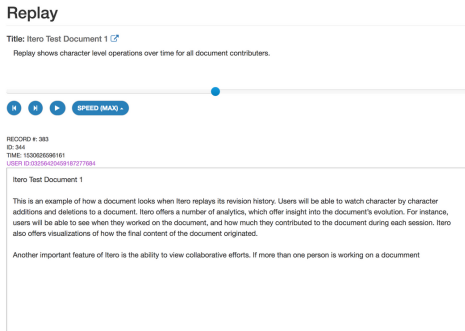 Replay
Title: Itero Test Document 1
Replay shows character level operations over time for all document contributers.
SPEED (MAX)
RECORD #: 383
ID: 344
TIME: 1530626596161
USER ID:03256420459187277684
Itero Test Document 1
This is an example of how a document looks when Itero replays its revision history. Users will be able to watch character by character
additions and deletions to a document. Itero offers a number of analytics, which offer insight into the document's evolution. For instance,
users will be able to see when they worked on the document, and how much they contributed to the document during each session. Itero
also offers visualizations of how the final content of the document originated.
Another important feature of Itero is the ability to view collaborative efforts. If more than one person is working on a documment